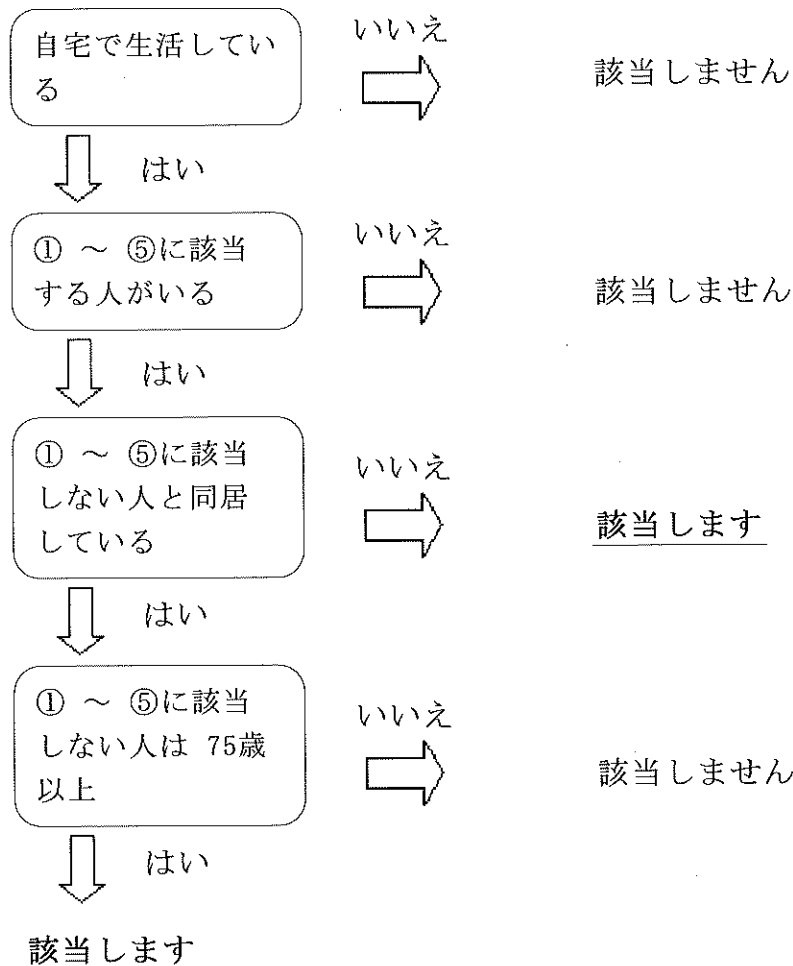 自宅で生活してい
る
いいえ
該当しません
はい
① ～ ⑤に該当
する人がいる
いいえ
該当しません
はい
① ～ ⑤に該当
しない人と同居
している
いいえ
該当します
はい
① ～ ⑤に該当
しない人は 75歳
以上
いいえ
該当しません
はい
該当します